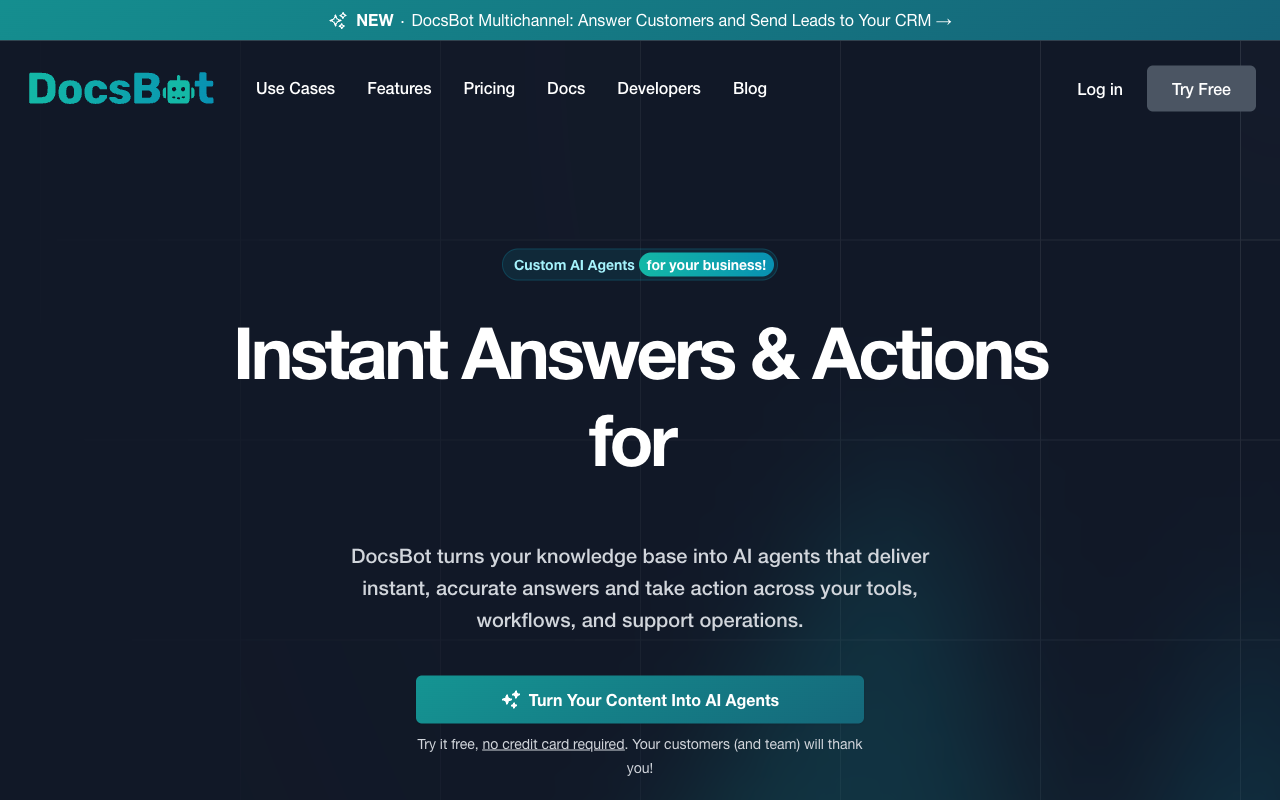 NEW · DocsBot Multichannel: Answer Customers and Send Leads to Your CRM →
DocsBot
Use Cases Features Pricing Docs Developers Blog Log in Try Free
Custom AI Agents for your business!
Instant Answers & Actions
for
DocsBot turns your knowledge base into AI agents that deliver
instant, accurate answers and take action across your tools,
workflows, and support operations.
Turn Your Content Into AI Agents
Try it free, no credit card required. Your customers (and team) will thank
you!